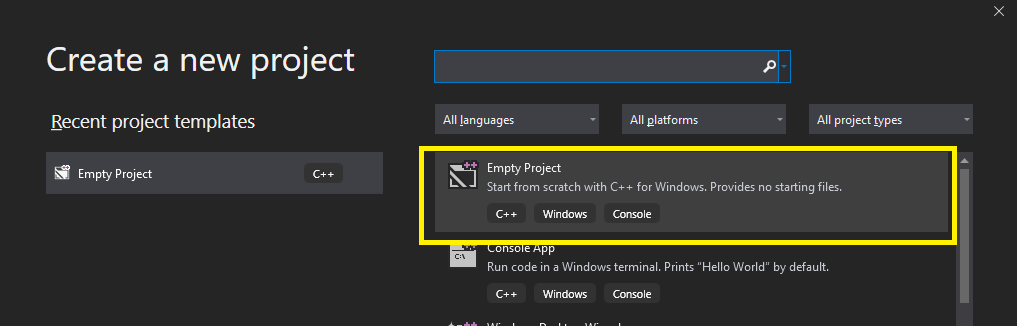 Create a new project
Recent project templates
Empty Project C++
All languages All platforms All project types
Empty Project
Start from scratch with C++ for Windows. Provides no starting files.
C++ Windows Console
Console App
C:\
Run code in a Windows terminal. Prints "Hello World" by default.
C++ Windows Console